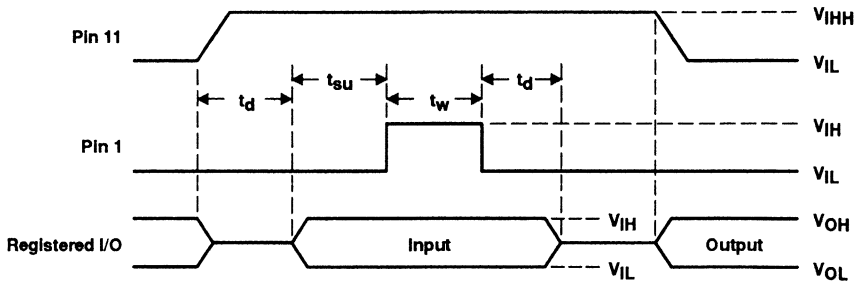 Pin 11
VIHH
VIL
tsu
td
td
tw
Pin 1
VIH
VIL
Registered I/O
Input
VIH
VIL
Output
VOH
VOL